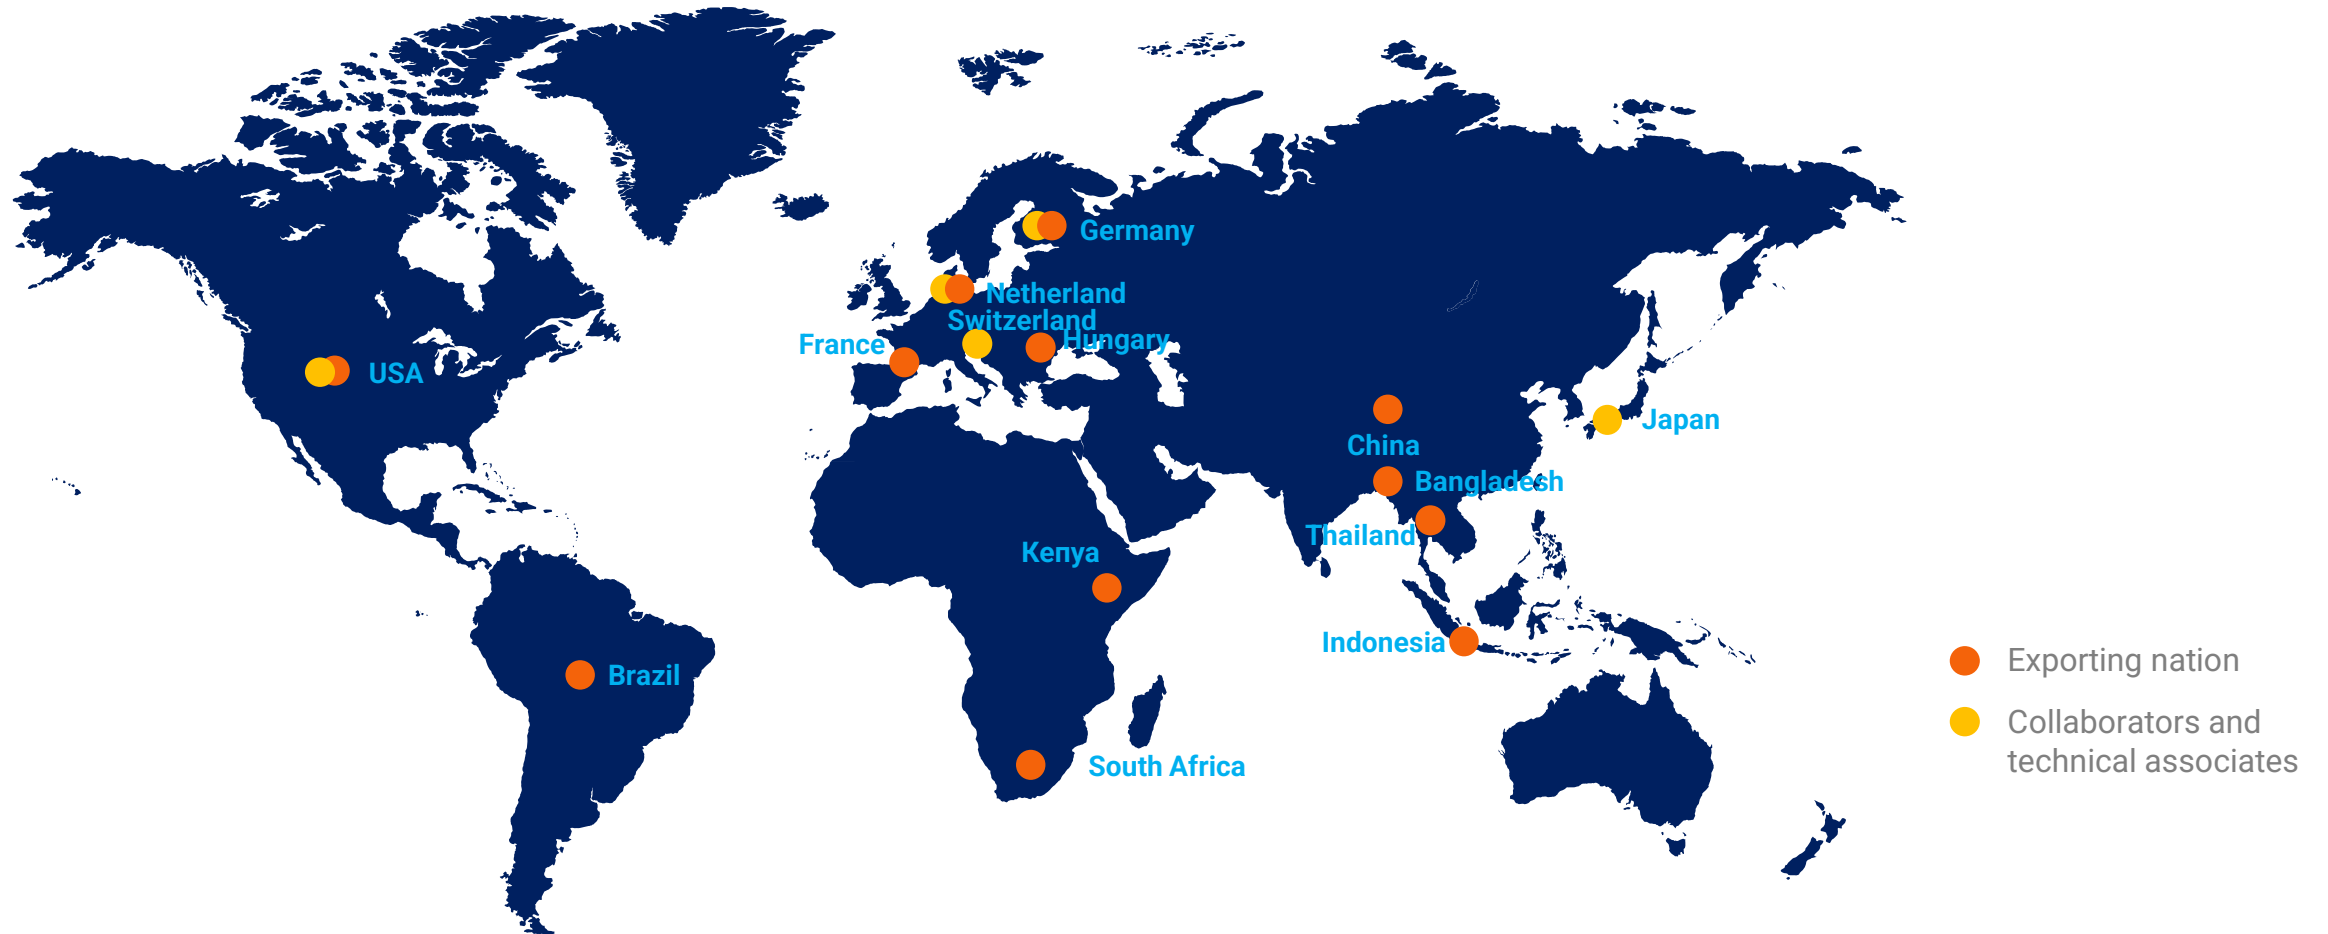 Germany
Netherland
Switzerland
Hungary
France
USA
Japan
China
Bangladesh
Thailand
Kenya
Indonesia
Brazil
South Africa
Exporting nation
Collaborators and
technical associates